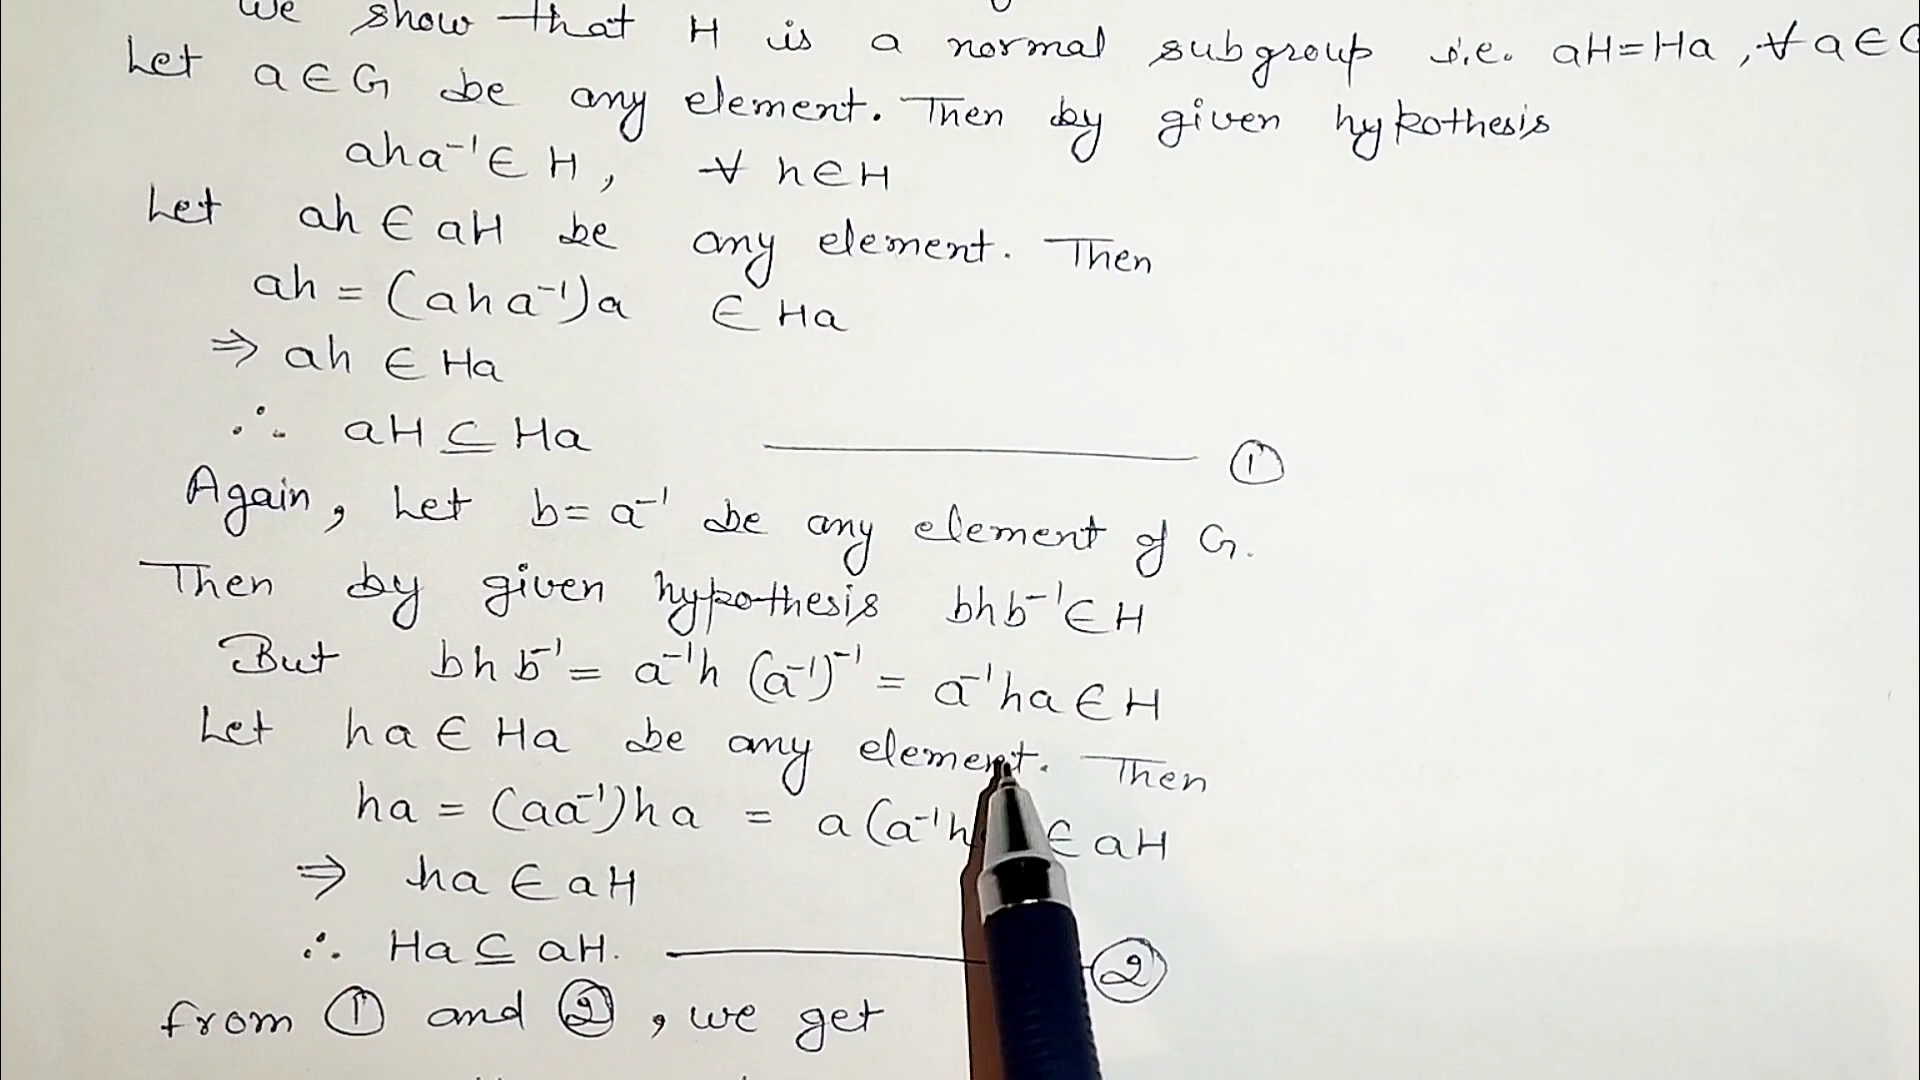 We show that H is a normal subgroup i.e. aH=Ha, ∀ a∈G
Let a∈G be any element. Then by given hypothesis
aha⁻¹∈H, ∀ h∈H
Let ah∈aH be any element. Then
ah = (aha⁻¹)a ∈Ha
⇒ ah ∈ Ha
∴ aH⊆Ha ①
Again, Let b=a⁻¹ be any element of G.
Then by given hypothesis bhb⁻¹∈H
But bhb⁻¹= a⁻¹h (a⁻¹)⁻¹ = a⁻¹ha∈H
Let ha∈Ha be any element. Then
ha = (aa⁻¹)ha = a(a⁻¹h ∈ aH
⇒ ha∈aH
∴ Ha⊆aH. ②
from ① and ②, we get